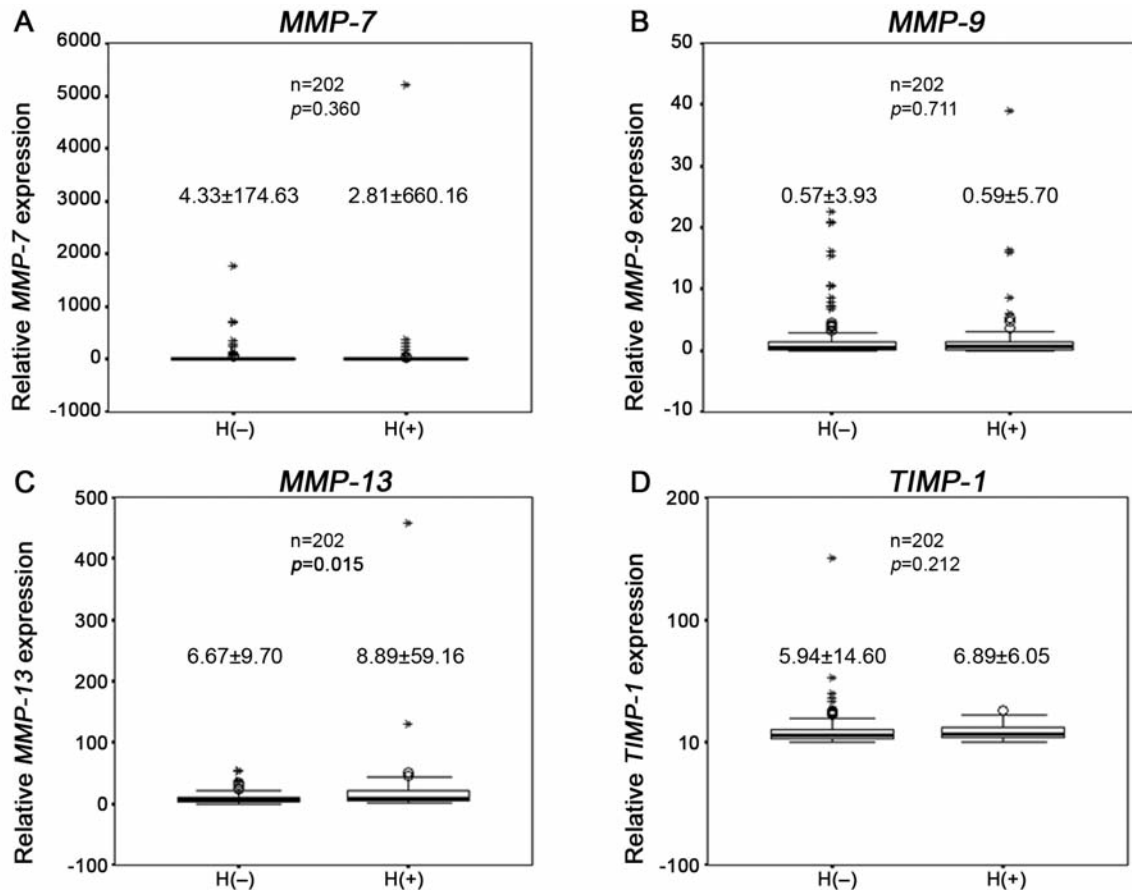 A
MMP-7
Relative MMP-7 expression
6000
5000
4000
3000
2000
1000
0
-1000
n=202
p=0.360
4.33±174.63
2.81±660.16
H(–)
H(+)
B
MMP-9
Relative MMP-9 expression
50
40
30
20
10
0
-10
n=202
p=0.711
0.57±3.93
0.59±5.70
H(–)
H(+)
C
MMP-13
Relative MMP-13 expression
500
400
300
200
100
0
-100
n=202
p=0.015
6.67±9.70
8.89±59.16
H(–)
H(+)
D
TIMP-1
Relative TIMP-1 expression
200
100
10
-100
n=202
p=0.212
5.94±14.60
6.89±6.05
H(–)
H(+)